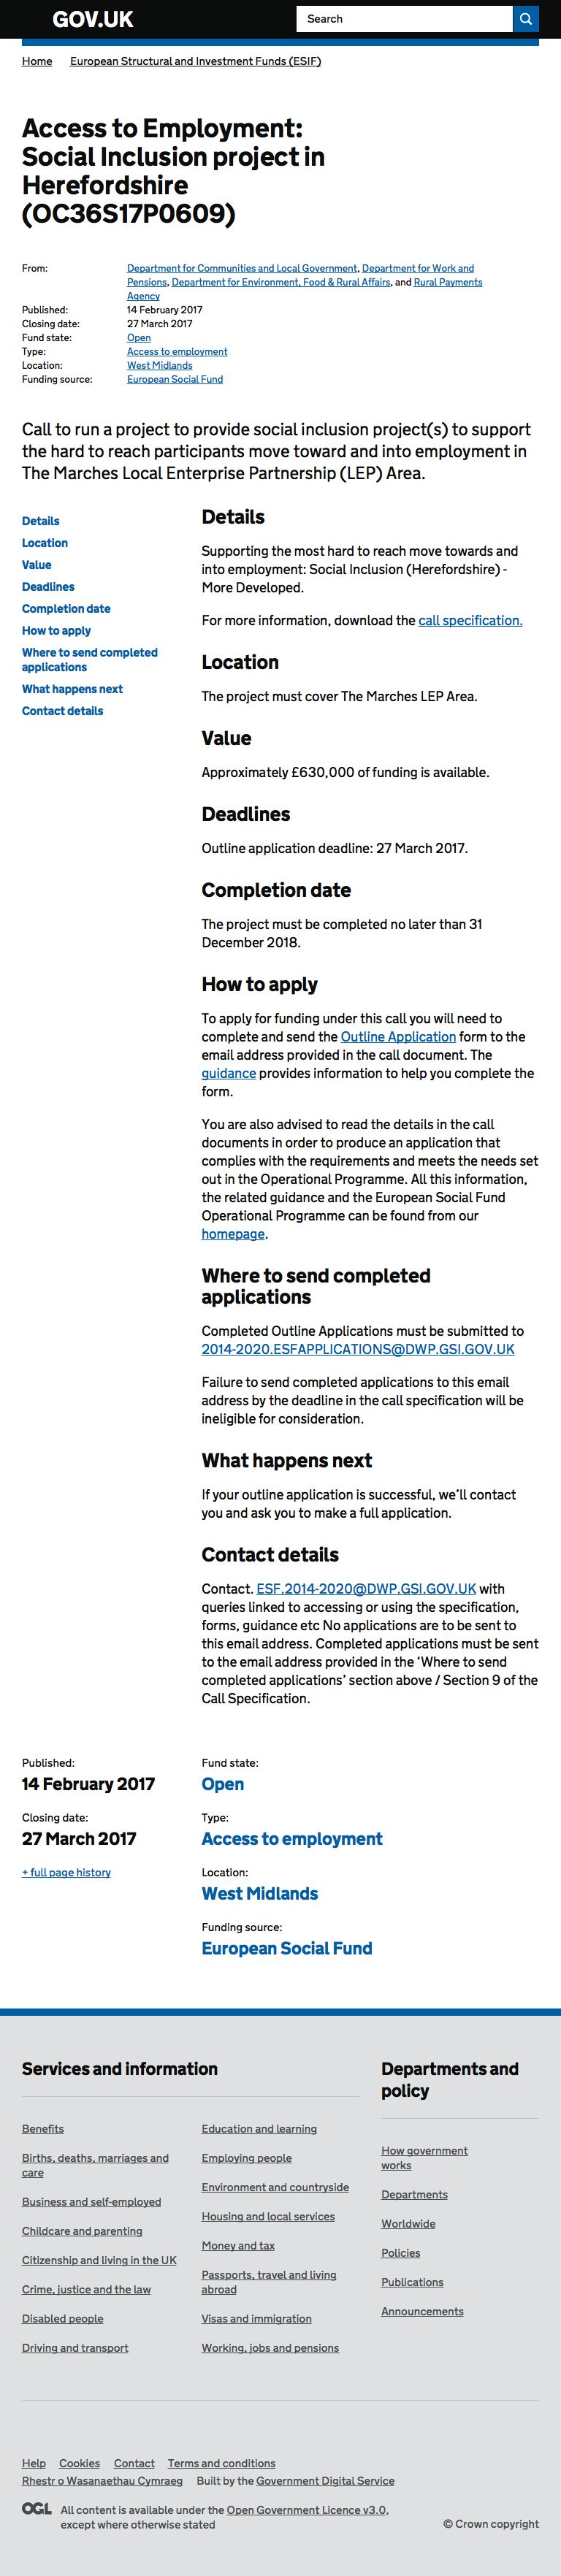 GOV.UK
Search
Home
European Structural and Investment Funds (ESIF)
Access to Employment:
Social Inclusion project in
Herefordshire
(OC36S17P0609)
From:
Department for Communities and Local Government, Department for Work and
Pensions, Department for Environment, Food & Rural Affairs, and Rural Payments
Agency
Published:
14 February 2017
Closing date:
27 March 2017
Fund state:
Open
Type:
Access to employment
Location:
West Midlands
Funding source:
European Social Fund
Call to run a project to provide social inclusion project(s) to support
the hard to reach participants move toward and into employment in
The Marches Local Enterprise Partnership (LEP) Area.
Details
Location
Value
Deadlines
Completion date
How to apply
Where to send completed
applications
What happens next
Contact details
Details
Supporting the most hard to reach move towards and
into employment: Social Inclusion (Herefordshire) -
More Developed.
For more information, download the call specification.
Location
The project must cover The Marches LEP Area.
Value
Approximately £630,000 of funding is available.
Deadlines
Outline application deadline: 27 March 2017.
Completion date
The project must be completed no later than 31
December 2018.
How to apply
To apply for funding under this call you will need to
complete and send the Outline Application form to the
email address provided in the call document. The
guidance provides information to help you complete the
form.
You are also advised to read the details in the call
documents in order to produce an application that
complies with the requirements and meets the needs set
out in the Operational Programme. All this information,
the related guidance and the European Social Fund
Operational Programme can be found from our
homepage.
Where to send completed
applications
Completed Outline Applications must be submitted to
2014-2020.ESFAPPLICATIONS@DWP.GSI.GOV.UK
Failure to send completed applications to this email
address by the deadline in the call specification will be
ineligible for consideration.
What happens next
If your outline application is successful, we'll contact
you and ask you to make a full application.
Contact details
Contact. ESF.2014-2020@DWP.GSI.GOV.UK with
queries linked to accessing or using the specification,
forms, guidance etc No applications are to be sent to
this email address. Completed applications must be sent
to the email address provided in the ‘Where to send
completed applications’ section above / Section 9 of the
Call Specification.
Published:
14 February 2017
Closing date:
27 March 2017
+ full page history
Fund state:
Open
Type:
Access to employment
Location:
West Midlands
Funding source:
European Social Fund
Services and information
Benefits
Births, deaths, marriages and
care
Business and self-employed
Childcare and parenting
Citizenship and living in the UK
Crime, justice and the law
Disabled people
Driving and transport
Education and learning
Employing people
Environment and countryside
Housing and local services
Money and tax
Passports, travel and living
abroad
Visas and immigration
Working, jobs and pensions
Departments and
policy
How government
works
Departments
Worldwide
Policies
Publications
Announcements
Help
Cookies
Contact
Terms and conditions
Rhestr o Wasanaethau Cymraeg
Built by the Government Digital Service
OGL
All content is available under the Open Government Licence v3.0,
except where otherwise stated
© Crown copyright